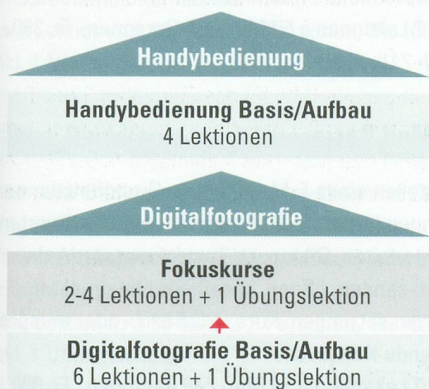 Handybedienung
Handybedienung Basis/Aufbau
4 Lektionen
Digitalfotografie
Fokuskurse
2-4 Lektionen + 1 Übungslektion
Digitalfotografie Basis/Aufbau
6 Lektionen + 1 Übungslektion